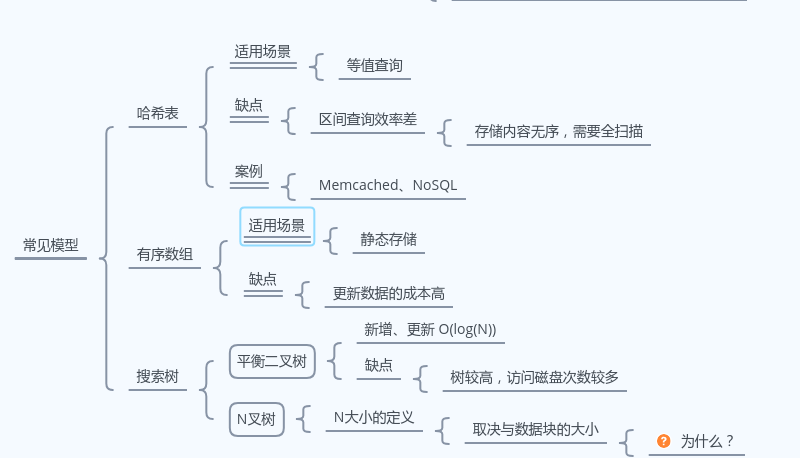 常见模型
哈希表
适用场景
等值查询
缺点
区间查询效率差
存储内容无序，需要全扫描
案例
Memcached、NoSQL
有序数组
适用场景
静态存储
缺点
更新数据的成本高
搜索树
平衡二叉树
新增、更新 O(log(N))
缺点
树较高，访问磁盘次数较多
N叉树
N大小的定义
取决与数据块的大小
为什么？